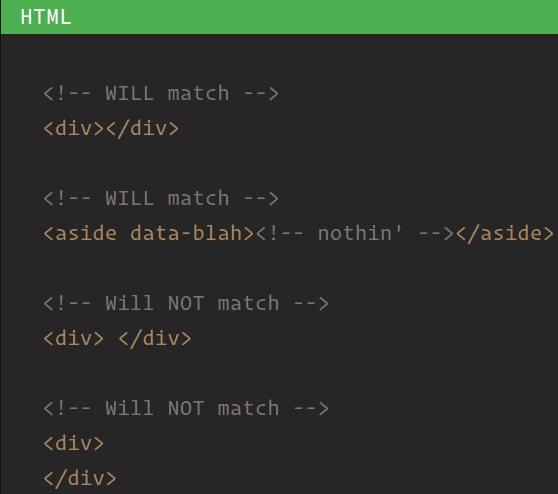 HTML
<!-- WILL match -->
<div></div>
<!-- WILL match -->
<aside data-blah><!-- nothin' --></aside>
<!-- Will NOT match -->
<div> </div>
<!-- Will NOT match -->
<div>
</div>